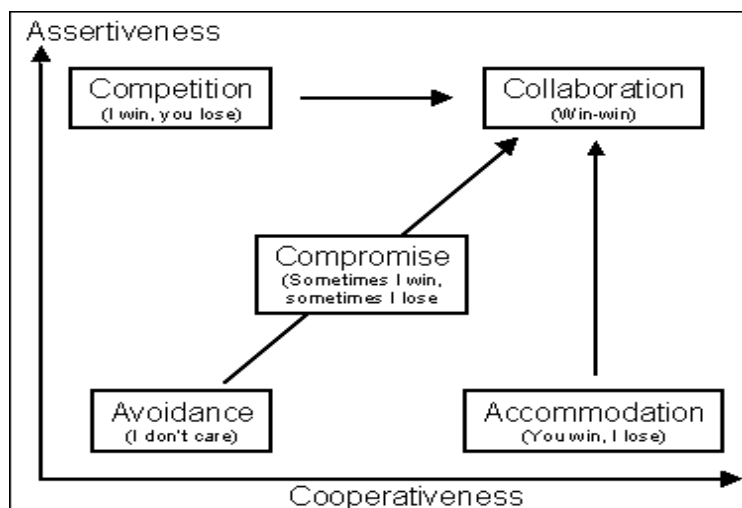 Assertiveness
Competition
(I win, you lose)
Collaboration
(Win-win)
Compromise
(Sometimes I win,
sometimes I lose
Avoidance
(I don't care)
Accommodation
(You win, I lose)
Cooperativeness